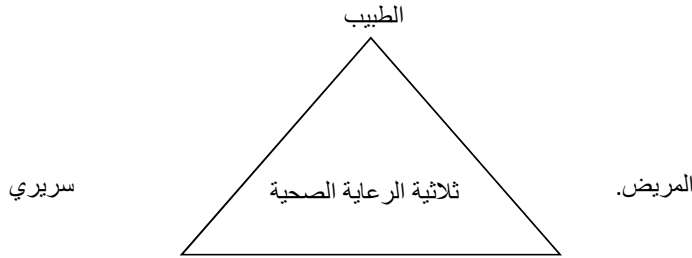 الطبيب
المريض.
ثلاثية الرعاية الصحية
سريري